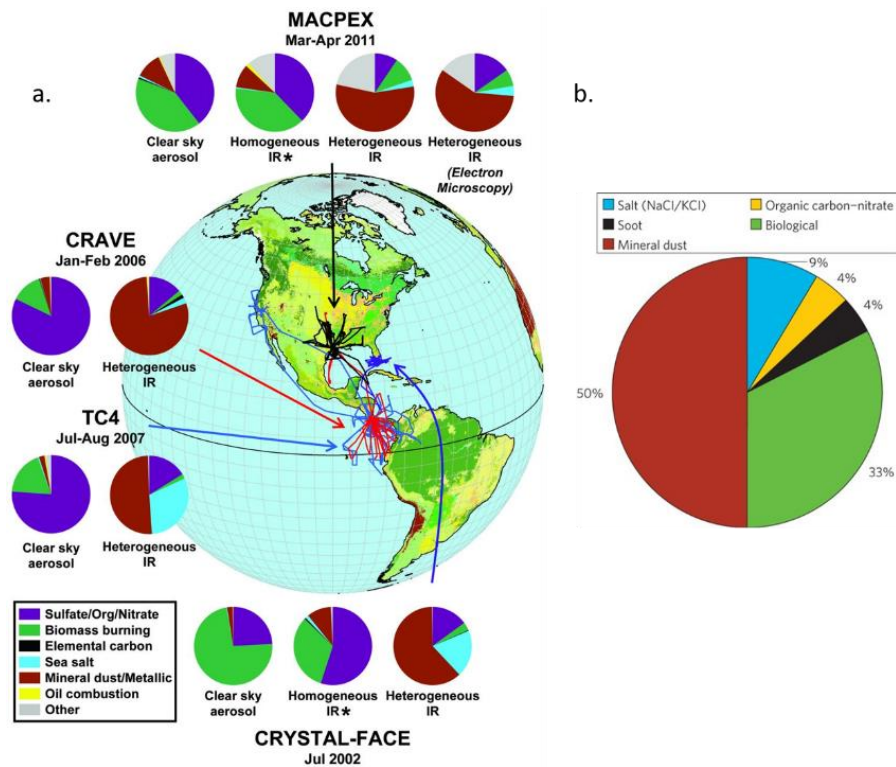 MACPEX
Mar-Apr 2011
a.
b.
Clear sky
aerosol
Homogeneous
IR*
Heterogeneous
IR
Heterogeneous
IR
(Electron
Microscopy)
CRAVE
Jan-Feb 2006
Clear sky
aerosol
Heterogeneous
IR
TC4
Jul-Aug 2007
Clear sky
aerosol
Heterogeneous
IR
Sulfate/Org/Nitrate
Biomass burning
Elemental carbon
Sea salt
Mineral dust/Metallic
Oil combustion
Other
Clear sky
aerosol
Homogeneous
IR*
Heterogeneous
IR
CRYSTAL-FACE
Jul 2002
Salt (NaCl/KCl)
Organic carbon–nitrate
Soot
Biological
Mineral dust
9%
4%
4%
50%
33%